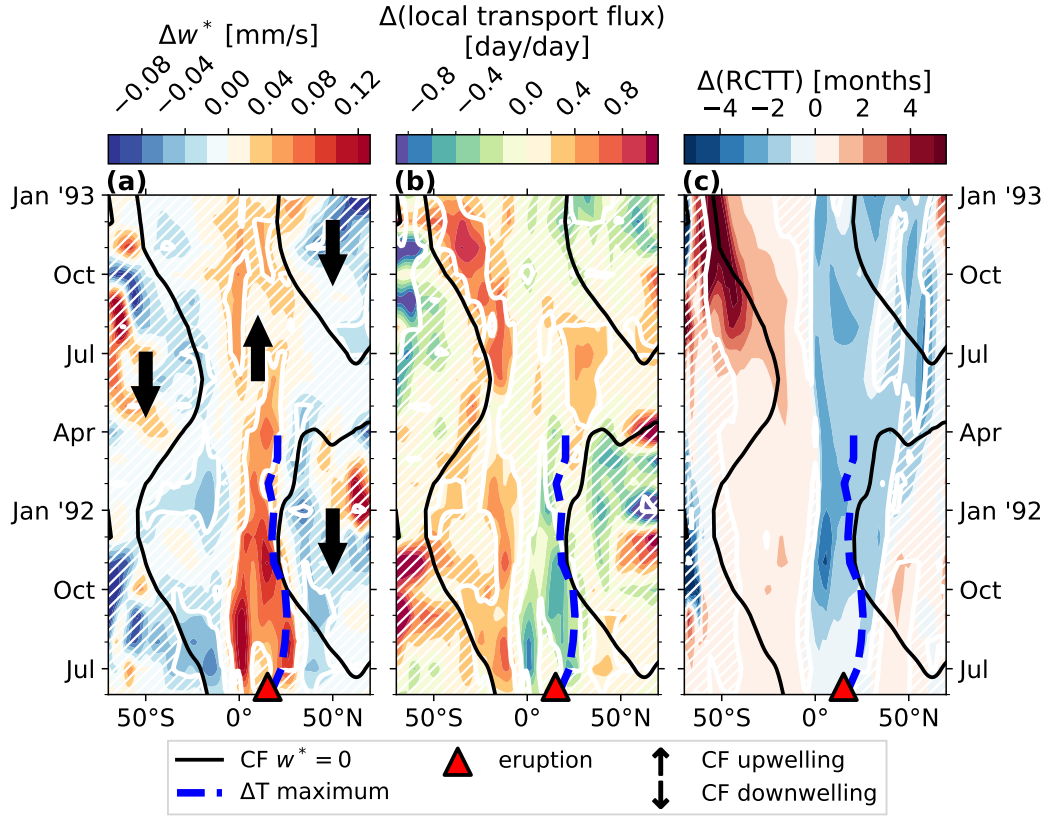 Δw* [mm/s]
Δ(local transport flux)
[day/day]
Δ(RCTT) [months]
−0.08 −0.04 0.00 0.04 0.08 0.12
−0.8 −0.4 0.0 0.4 0.8
−4 −2 0 2 4
(a) (b) (c)
Jan '93 Jan '93
Oct Oct
Jul Jul
Apr Apr
Jan '92 Jan '92
Oct Oct
Jul Jul
50°S 0° 50°N 50°S 0° 50°N 50°S 0° 50°N
CF w* = 0
ΔT maximum
eruption
CF upwelling
CF downwelling